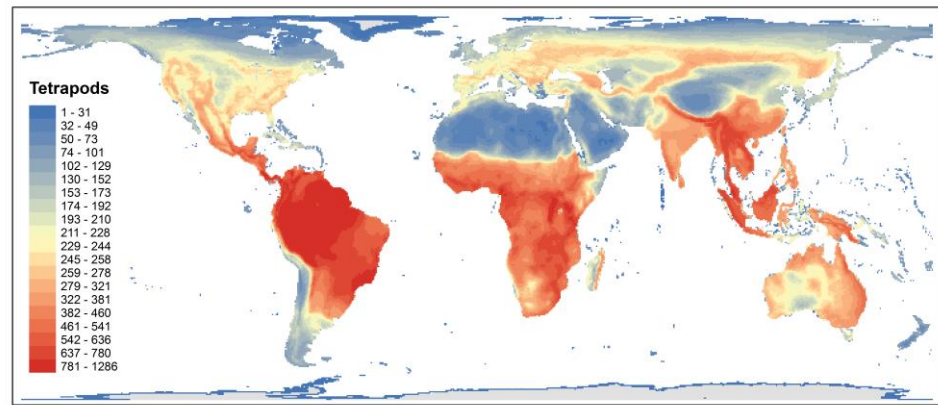 Tetrapods
1 - 31
32 - 49
50 - 73
74 - 101
102 - 129
130 - 152
153 - 173
174 - 192
193 - 210
211 - 228
229 - 244
245 - 258
259 - 278
279 - 321
322 - 381
382 - 460
461 - 541
542 - 636
637 - 780
781 - 1286